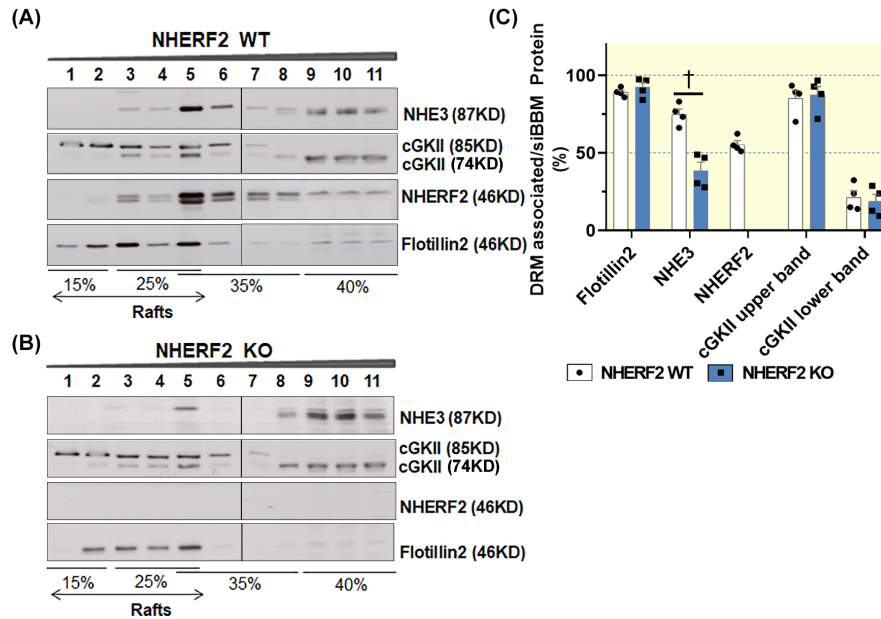 (A)
NHERF2 WT
1 2 3 4 5 6 7 8 9 10 11
NHE3 (87KD)
cGKII (85KD)
cGKII (74KD)
NHERF2 (46KD)
Flotillin2 (46KD)
15% 25% 35% 40%
Rafts
(B)
NHERF2 KO
1 2 3 4 5 6 7 8 9 10 11
NHE3 (87KD)
cGKII (85KD)
cGKII (74KD)
NHERF2 (46KD)
Flotillin2 (46KD)
15% 25% 35% 40%
Rafts
(C)
DRM associated/siBBM Protein
(%)
100
50
0
†
Flotillin2
NHE3
NHERF2
cGKII upper band
cGKII lower band
NHERF2 WT
NHERF2 KO